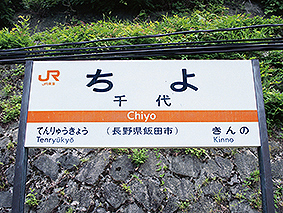 JR
JR東海
ちよ
千代
Chiyo
てんりゅうきょう (長野県飯田市) きんの
Tenryūkyō Kinno